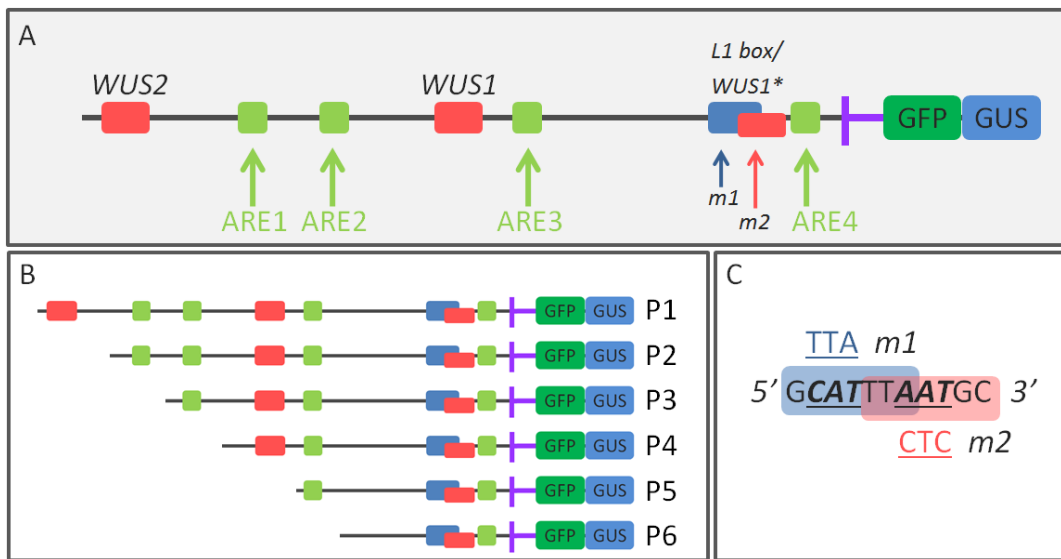 A
L1 box/
WUS2 WUS1 WUS1*
GFP GUS
m1
m2
ARE1 ARE2 ARE3 ARE4
B
GFP GUS P1
GFP GUS P2
GFP GUS P3
GFP GUS P4
GFP GUS P5
GFP GUS P6
C
TTA m1
5’ GCATTTAATGC 3’
CTC m2